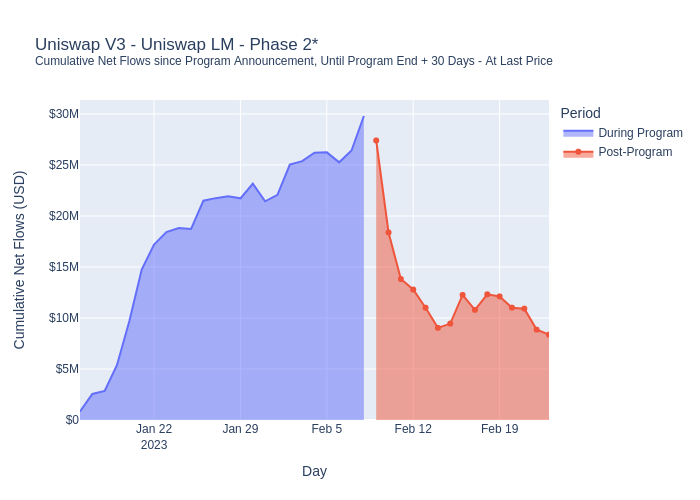 Uniswap V3 - Uniswap LM - Phase 2*
Cumulative Net Flows since Program Announcement, Until Program End + 30 Days - At Last Price
Period
During Program
Post-Program
Cumulative Net Flows (USD)
$30M
$25M
$20M
$15M
$10M
$5M
$0
Jan 22
2023
Jan 29
Feb 5
Feb 12
Feb 19
Day